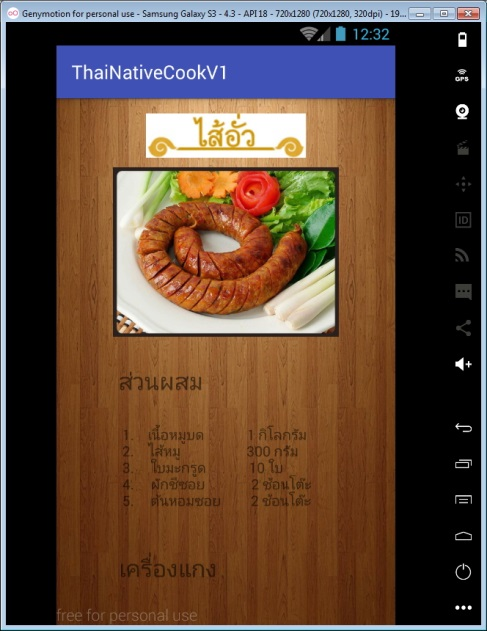 Genymotion for personal use - Samsung Galaxy S3 - 4.3 - API 18 - 720x1280 (720x1280, 320dpi) - 19...
12:32
GPS
ThaiNativeCookV1
ID
ไส้อั่ว
ส่วนผสม
1. เนื้อหมูบด 1 กิโลกรัม
2. ไส้หมู 300 กรัม
3. ใบมะกรูด 10 ใบ
4. ผักชีซอย 2 ช้อนโต๊ะ
5. ต้นหอมซอย 2 ช้อนโต๊ะ
เครื่องแกง
free for personal use